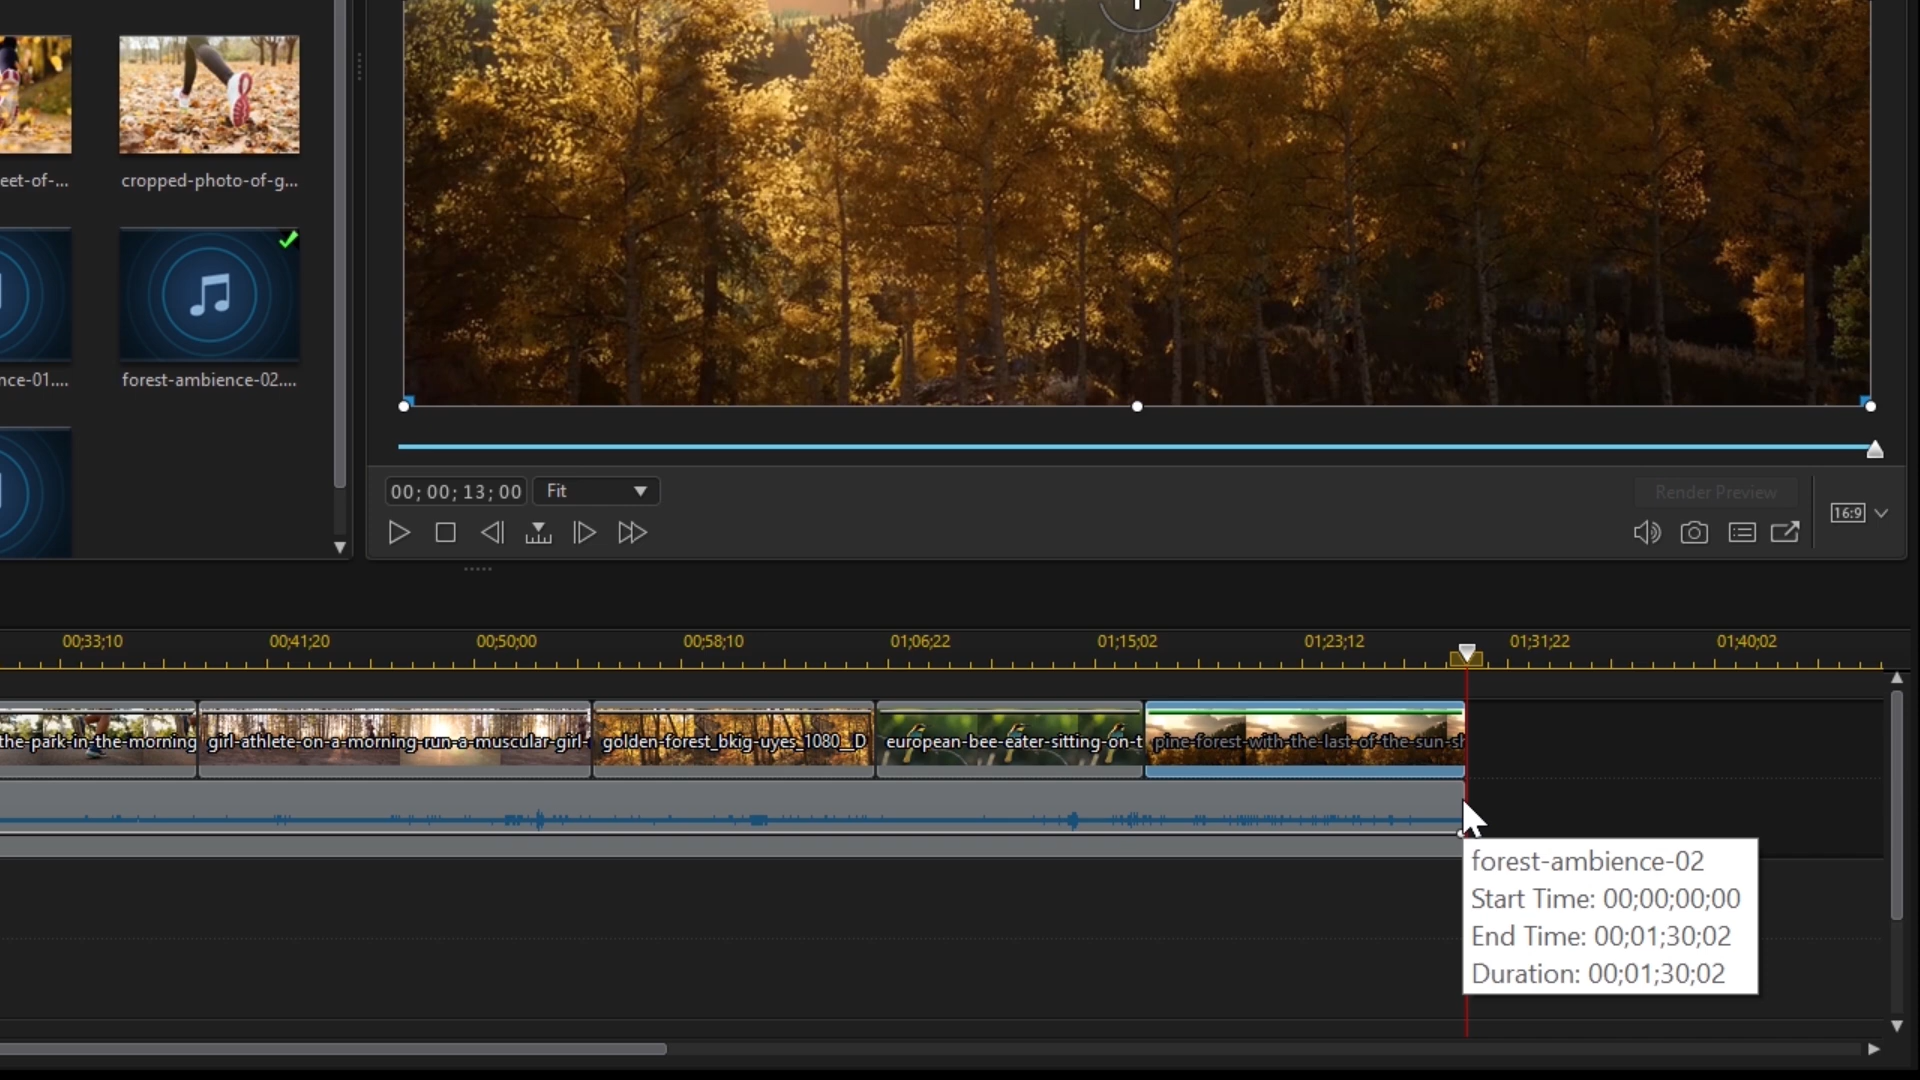 eet-of-...
cropped-photo-of-g...
nce-01....
forest-ambience-02....
00; 00; 13; 00
Fit
Render Preview
16:9
00;33;10
00;41;20
00;50;00
00;58;10
01;06;22
01;15;02
01;23;12
01;31;22
01;40;02
the-park-in-the-morning
girl-athlete-on-a-morning-run-a-muscular-girl-
golden-forest_bkig-uyes_1080__D
european-bee-eater-sitting-on-t
pine-forest-with-the-last-of-the-sun-sh
forest-ambience-02
Start Time: 00;00;00;00
End Time: 00;01;30;02
Duration: 00;01;30;02